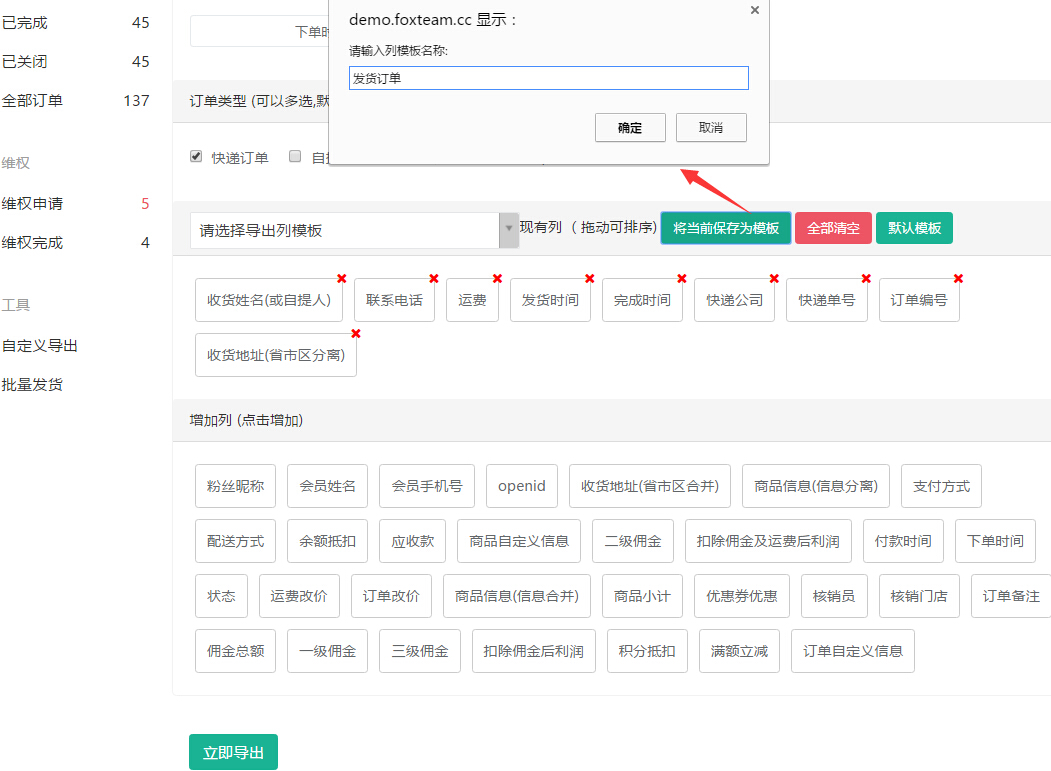 已完成 45
已关闭 45
全部订单 137
维权
维权申请 5
维权完成 4
工具
自定义导出
批量发货
demo.foxteam.cc 显示：
请输入列模板名称:
发货订单
确定 取消
订单类型 (可以多选,
快递订单
请选择导出列模板 现有列（拖动可排序） 将当前保存为模板 全部清空 默认模板
收货姓名(或自提人) 联系电话 运费 发货时间 完成时间 快递公司 快递单号 订单编号
收货地址(省市区分离)
增加列 (点击增加)
粉丝昵称 会员姓名 会员手机号 openid 收货地址(省市区合并) 商品信息(信息分离) 支付方式
配送方式 余额抵扣 应收款 商品自定义信息 二级佣金 扣除佣金及运费后利润 付款时间 下单时间
状态 运费改价 订单改价 商品信息(信息合并) 商品小计 优惠券优惠 核销员 核销门店 订单备注
佣金总额 一级佣金 三级佣金 扣除佣金后利润 积分抵扣 满额立减 订单自定义信息
立即导出